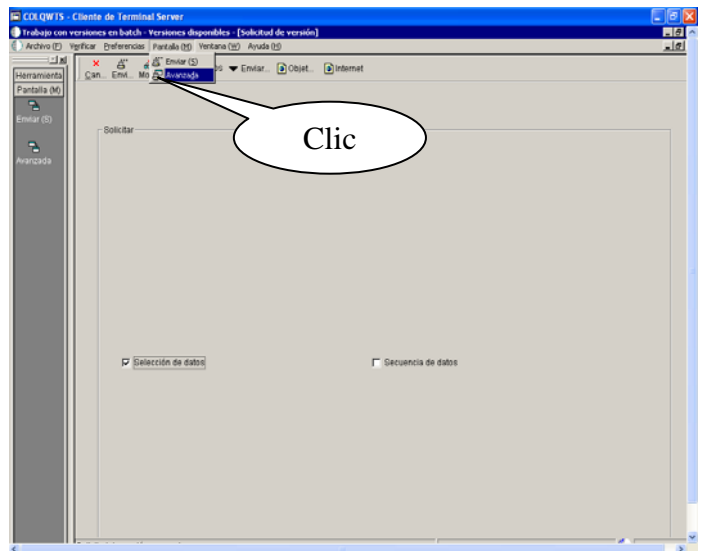 COLQWTS - Cliente de Terminal Server
Trabajo con versiones en batch - Versiones disponibles - [Solicitud de versión]
Archivo (F) Verificar Preferencias Pantalla (M) Ventana (W) Ayuda (H)
Enviar (S)
Avanzada
Can... Envi... Mo Enviar... Objet... Internet
Herramienta
Pantalla (M)
Enviar (S)
Avanzada
Solicitar
Clic
Selección de datos
Secuencia de datos